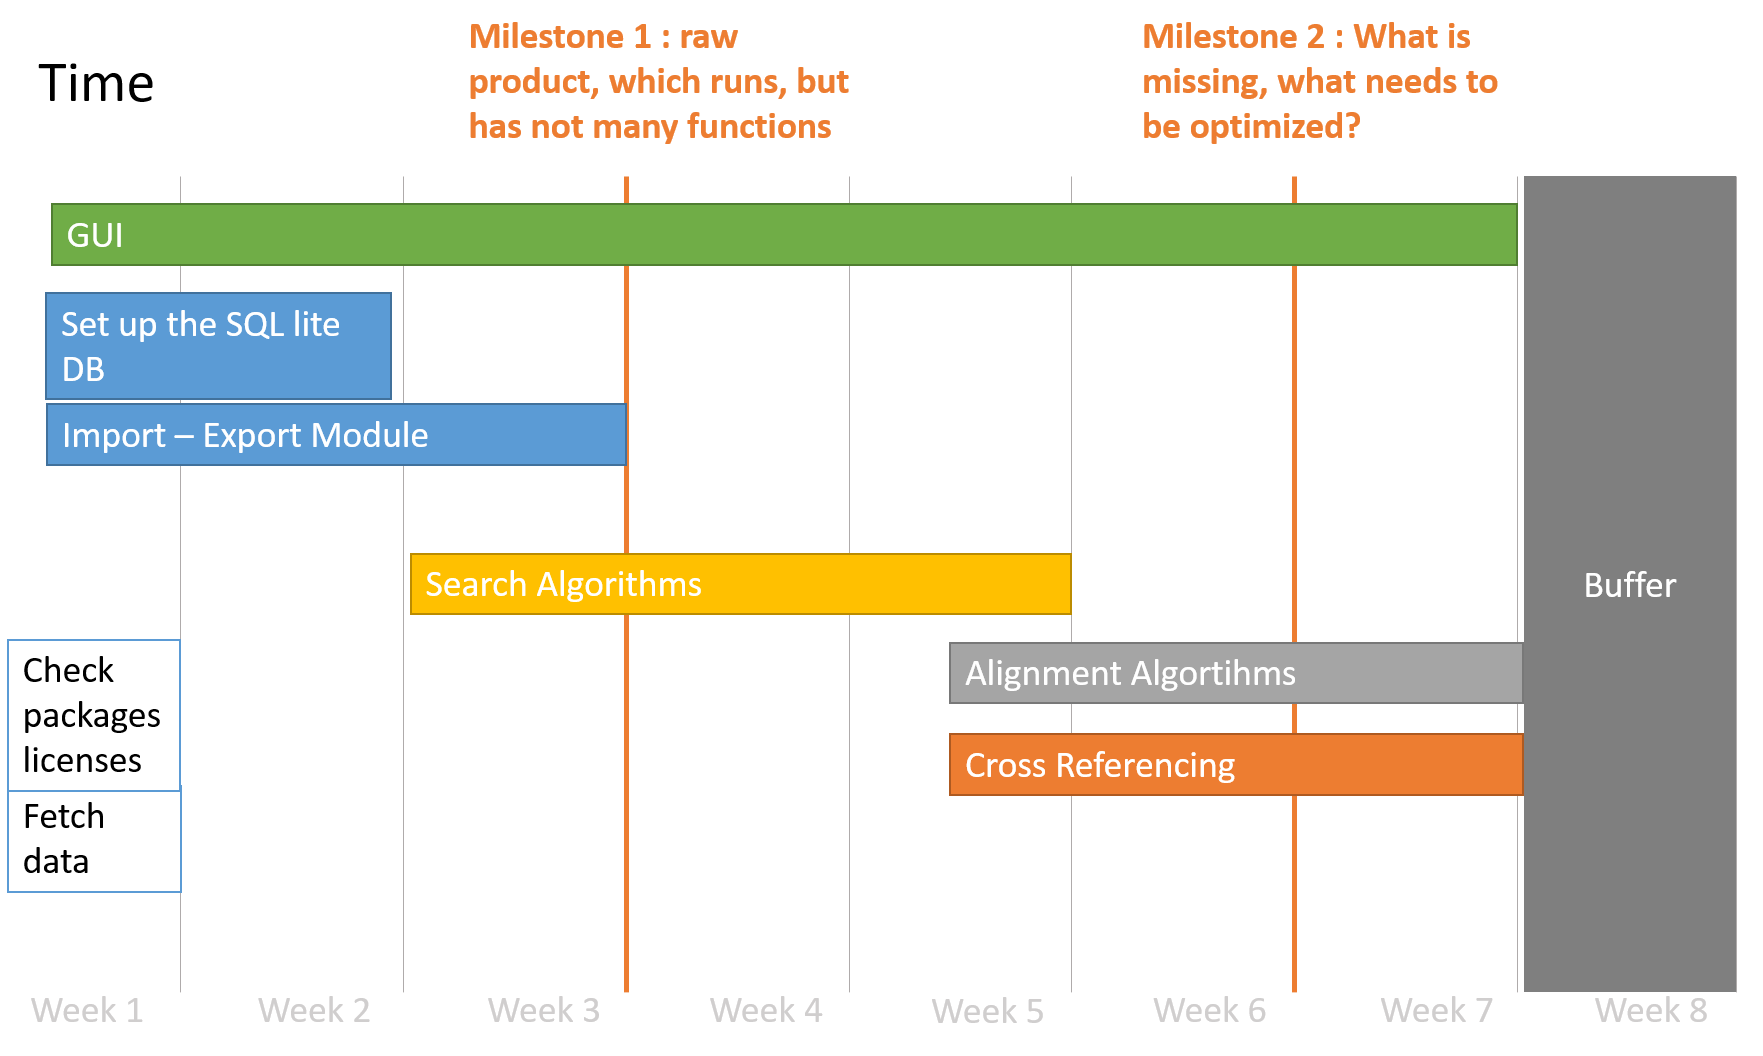 Time
Milestone 1 : raw
product, which runs, but
has not many functions
Milestone 2 : What is
missing, what needs to
be optimized?
GUI
Set up the SQL lite
DB
Import – Export Module
Search Algorithms
Buffer
Check
packages
licenses
Alignment Algortihms
Cross Referencing
Fetch
data
Week 1
Week 2
Week 3
Week 4
Week 5
Week 6
Week 7
Week 8